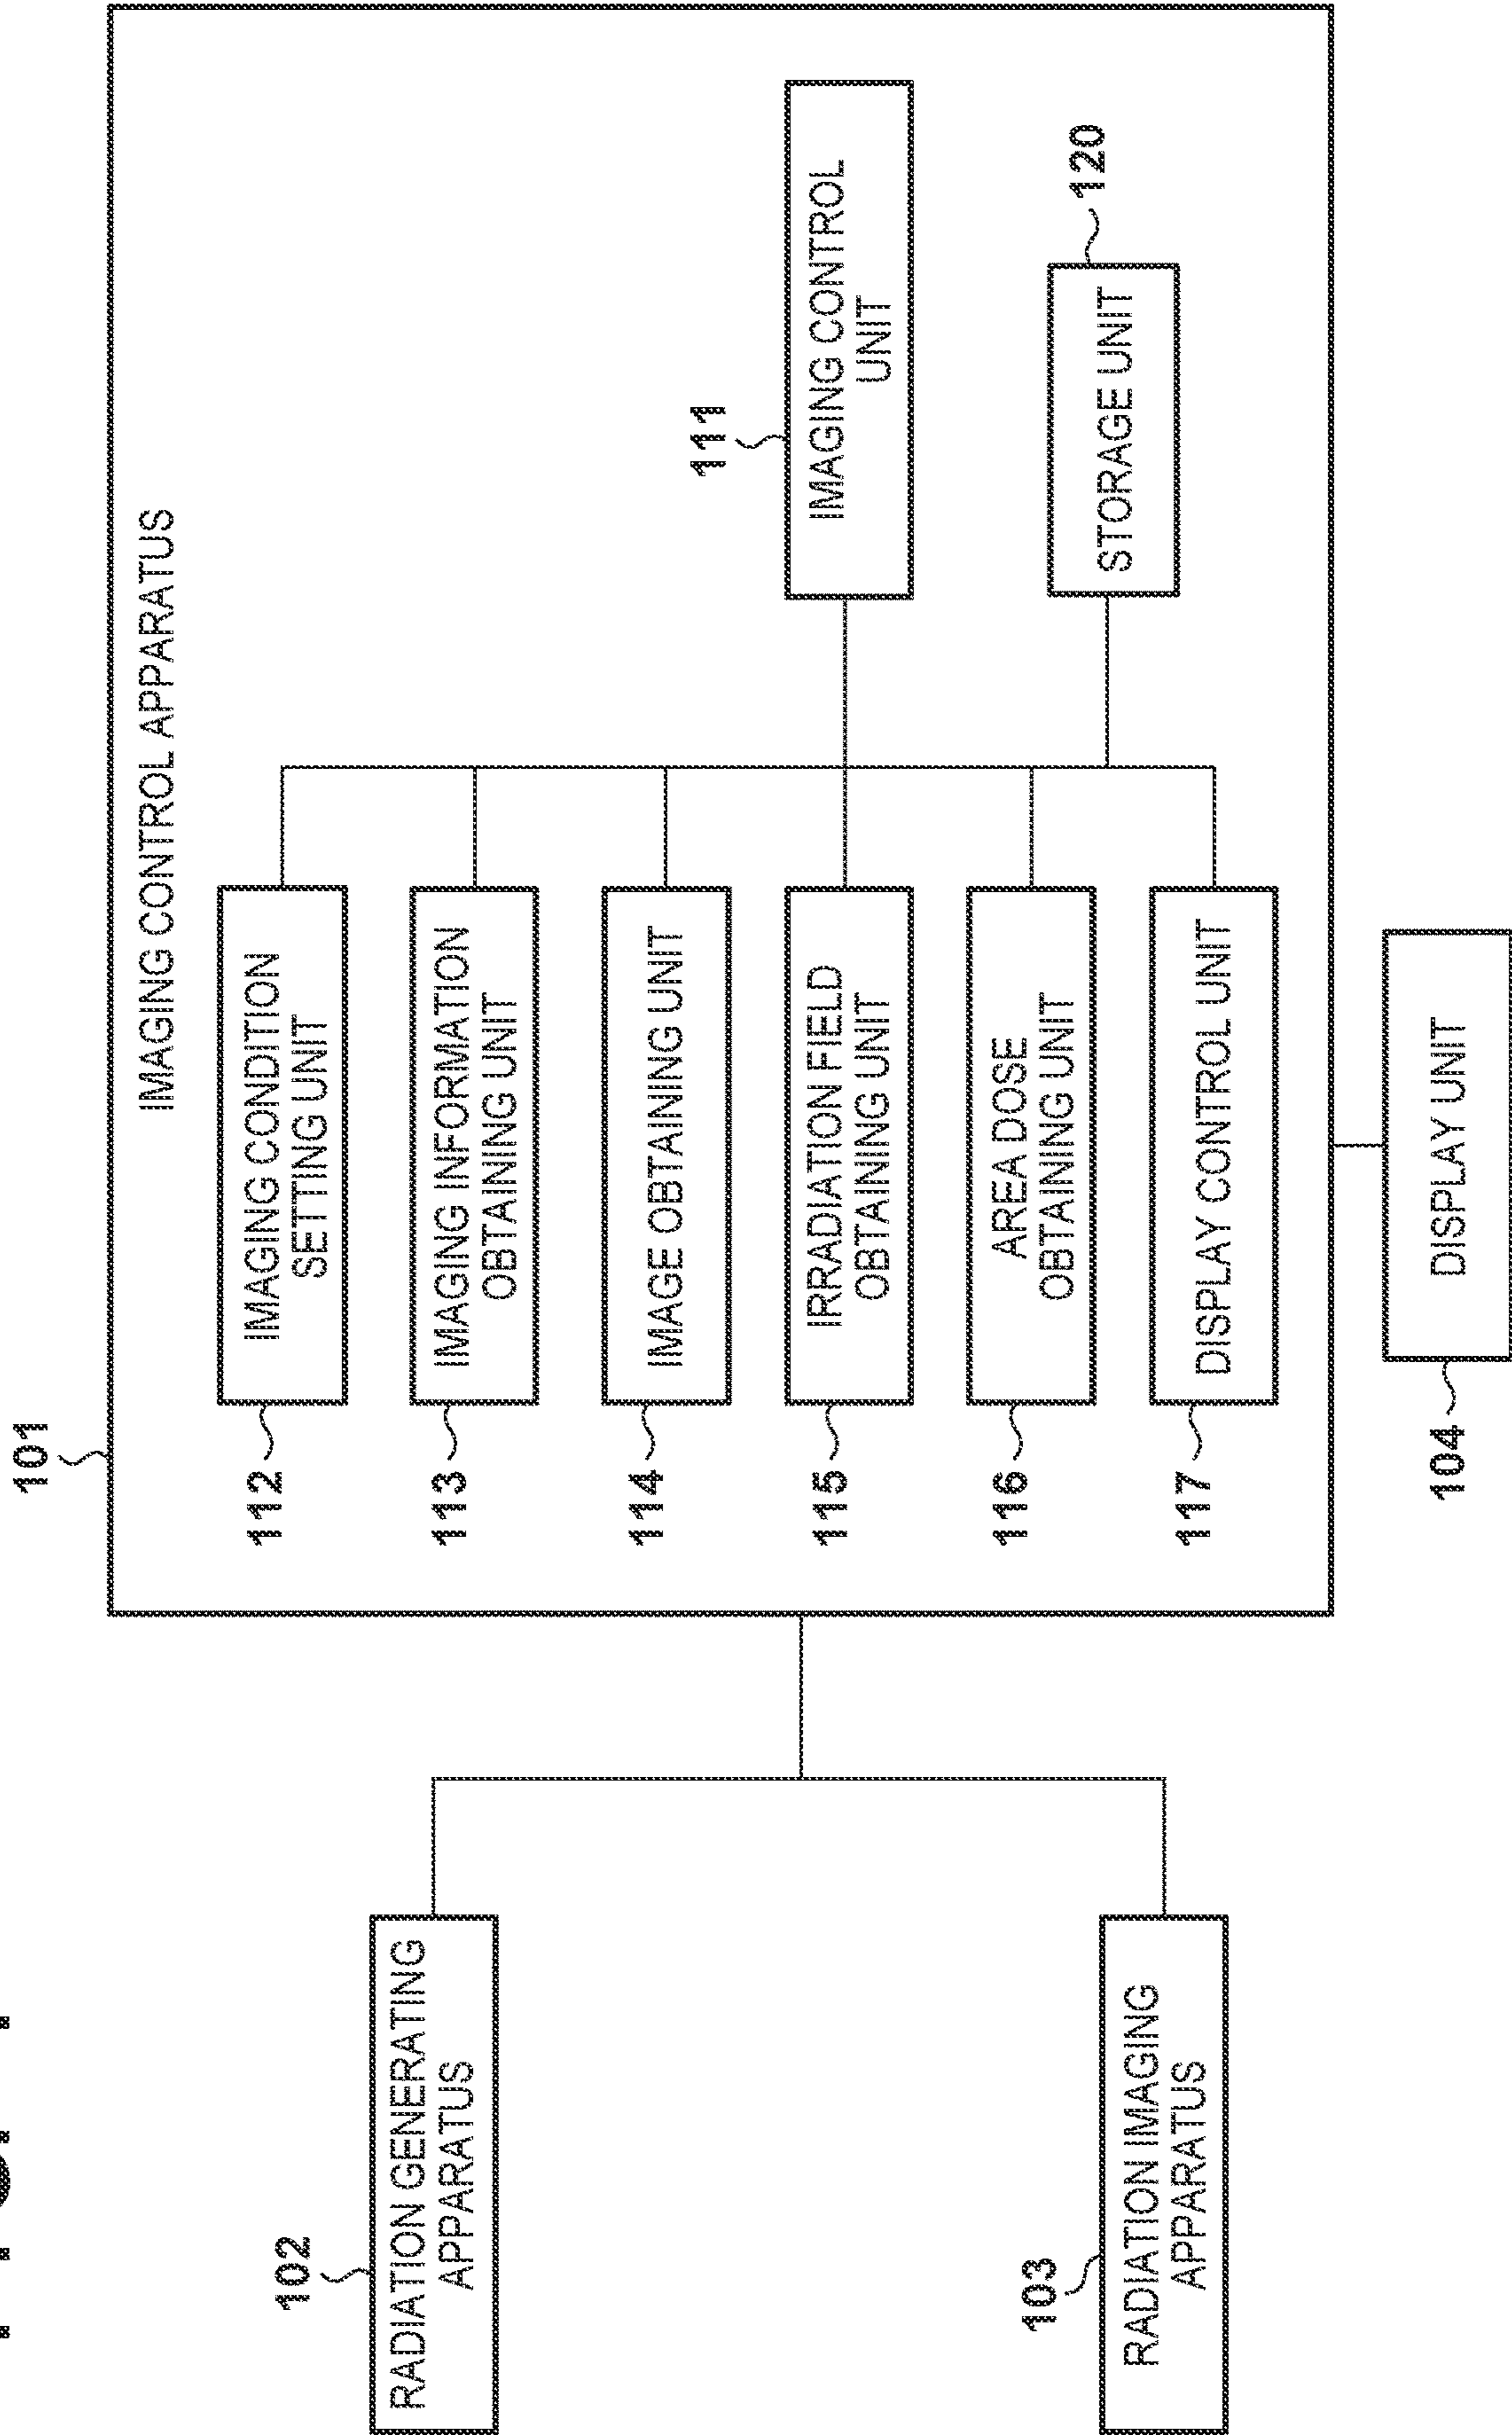 101
IMAGING CONTROL APPARATUS
102
RADIATION GENERATING
APPARATUS
103
RADIATION IMAGING
APPARATUS
112
IMAGING CONDITION
SETTING UNIT
113
IMAGING INFORMATION
OBTAINING UNIT
114
IMAGE OBTAINING UNIT
115
IRRADIATION FIELD
OBTAINING UNIT
116
AREA DOSE
OBTAINING UNIT
117
DISPLAY CONTROL UNIT
111
IMAGING CONTROL
UNIT
120
STORAGE UNIT
104
DISPLAY UNIT